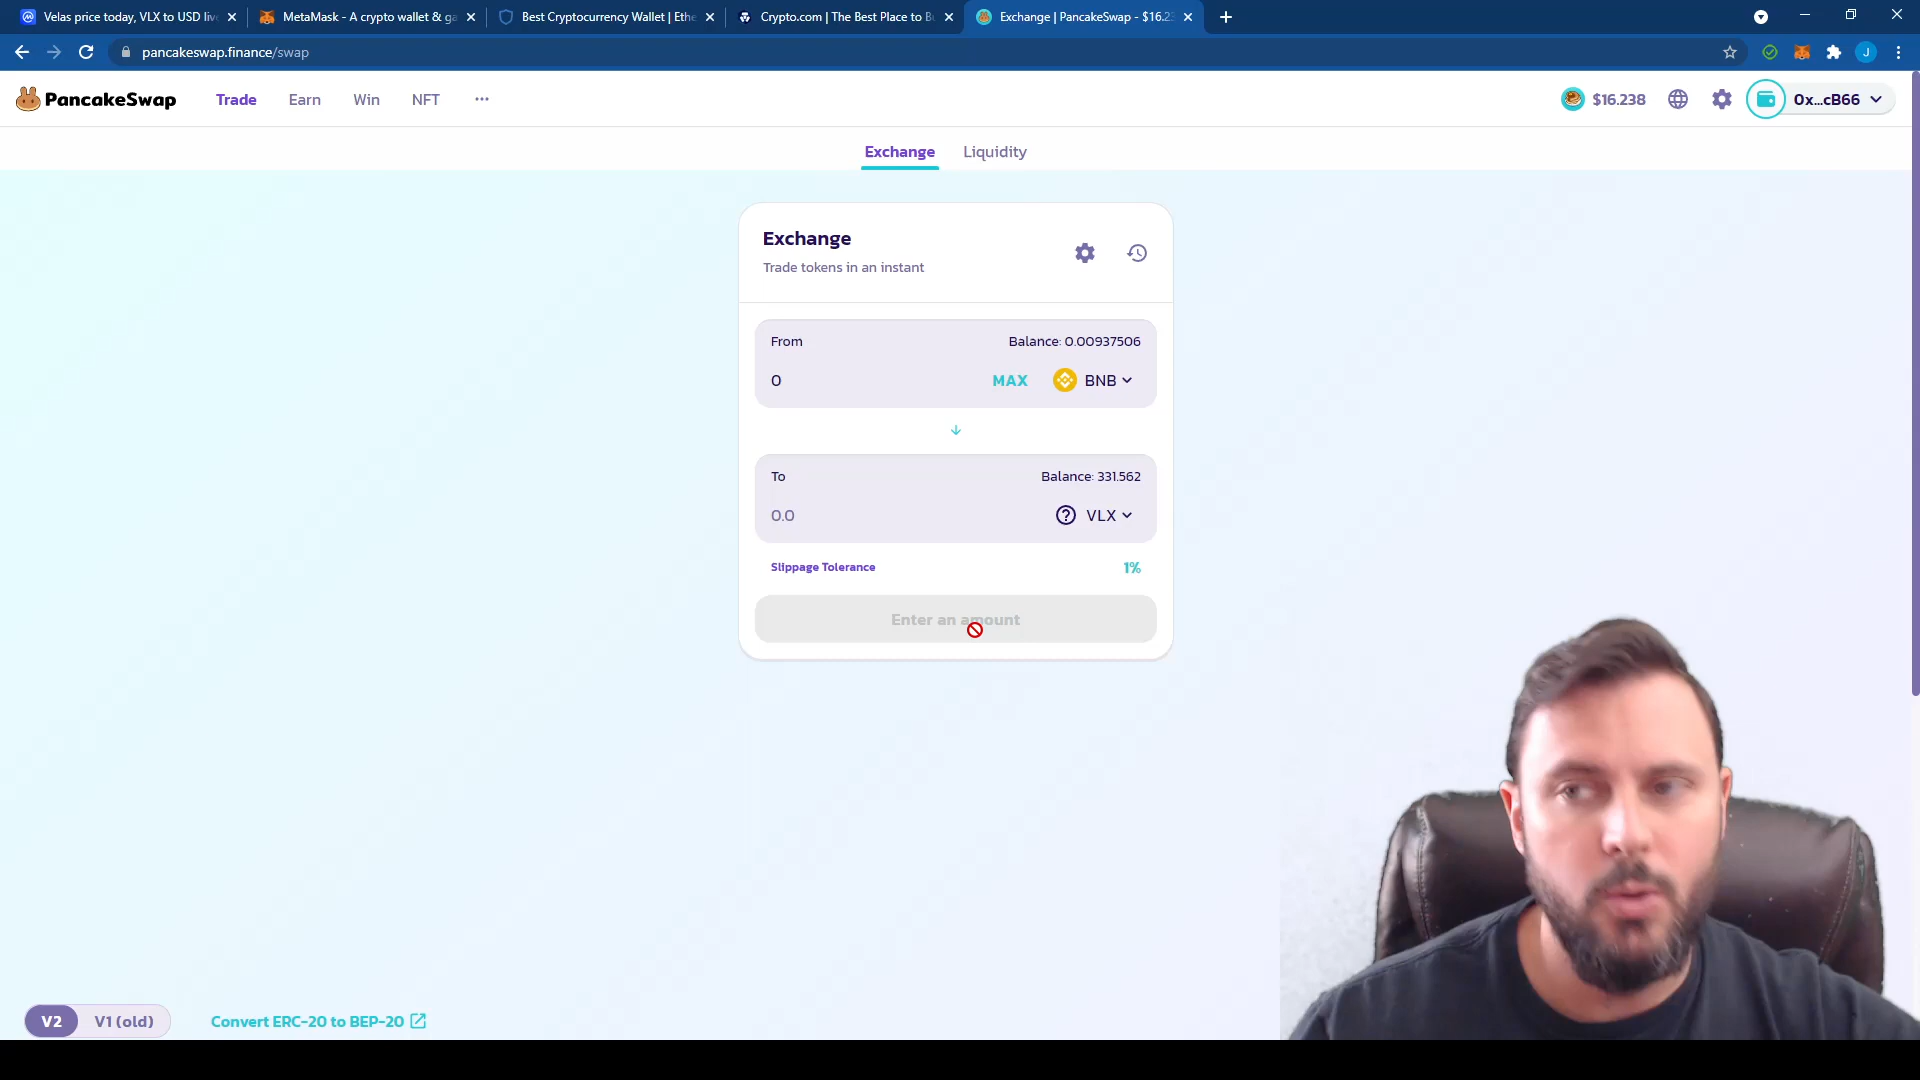 Velas price today, VLX to USD liv
MetaMask - A crypto wallet & ga
Best Cryptocurrency Wallet | Ethe
Crypto.com | The Best Place to Bu
Exchange | PancakeSwap - $16.23
pancakeswap.finance/swap
J
PancakeSwap
Trade
Earn
Win
NFT
$16.238
0x...cB66
Exchange
Liquidity
Exchange
Trade tokens in an instant
From
Balance: 0.00937506
0
MAX
BNB
To
Balance: 331.562
0.0
VLX
Slippage Tolerance
1%
Enter an amount
V2
V1 (old)
Convert ERC-20 to BEP-20